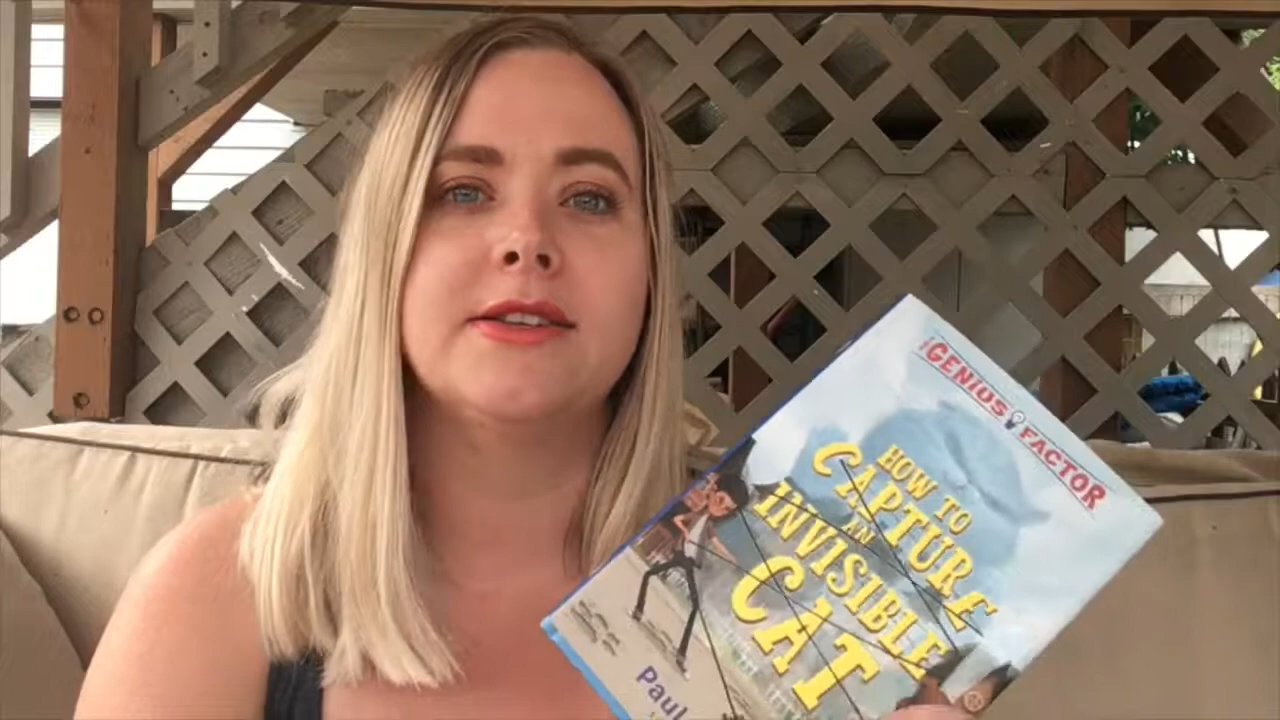 THE GENIUS FACTOR
HOW TO
CAPTURE
AN
INVISIBLE
CAT
Paul